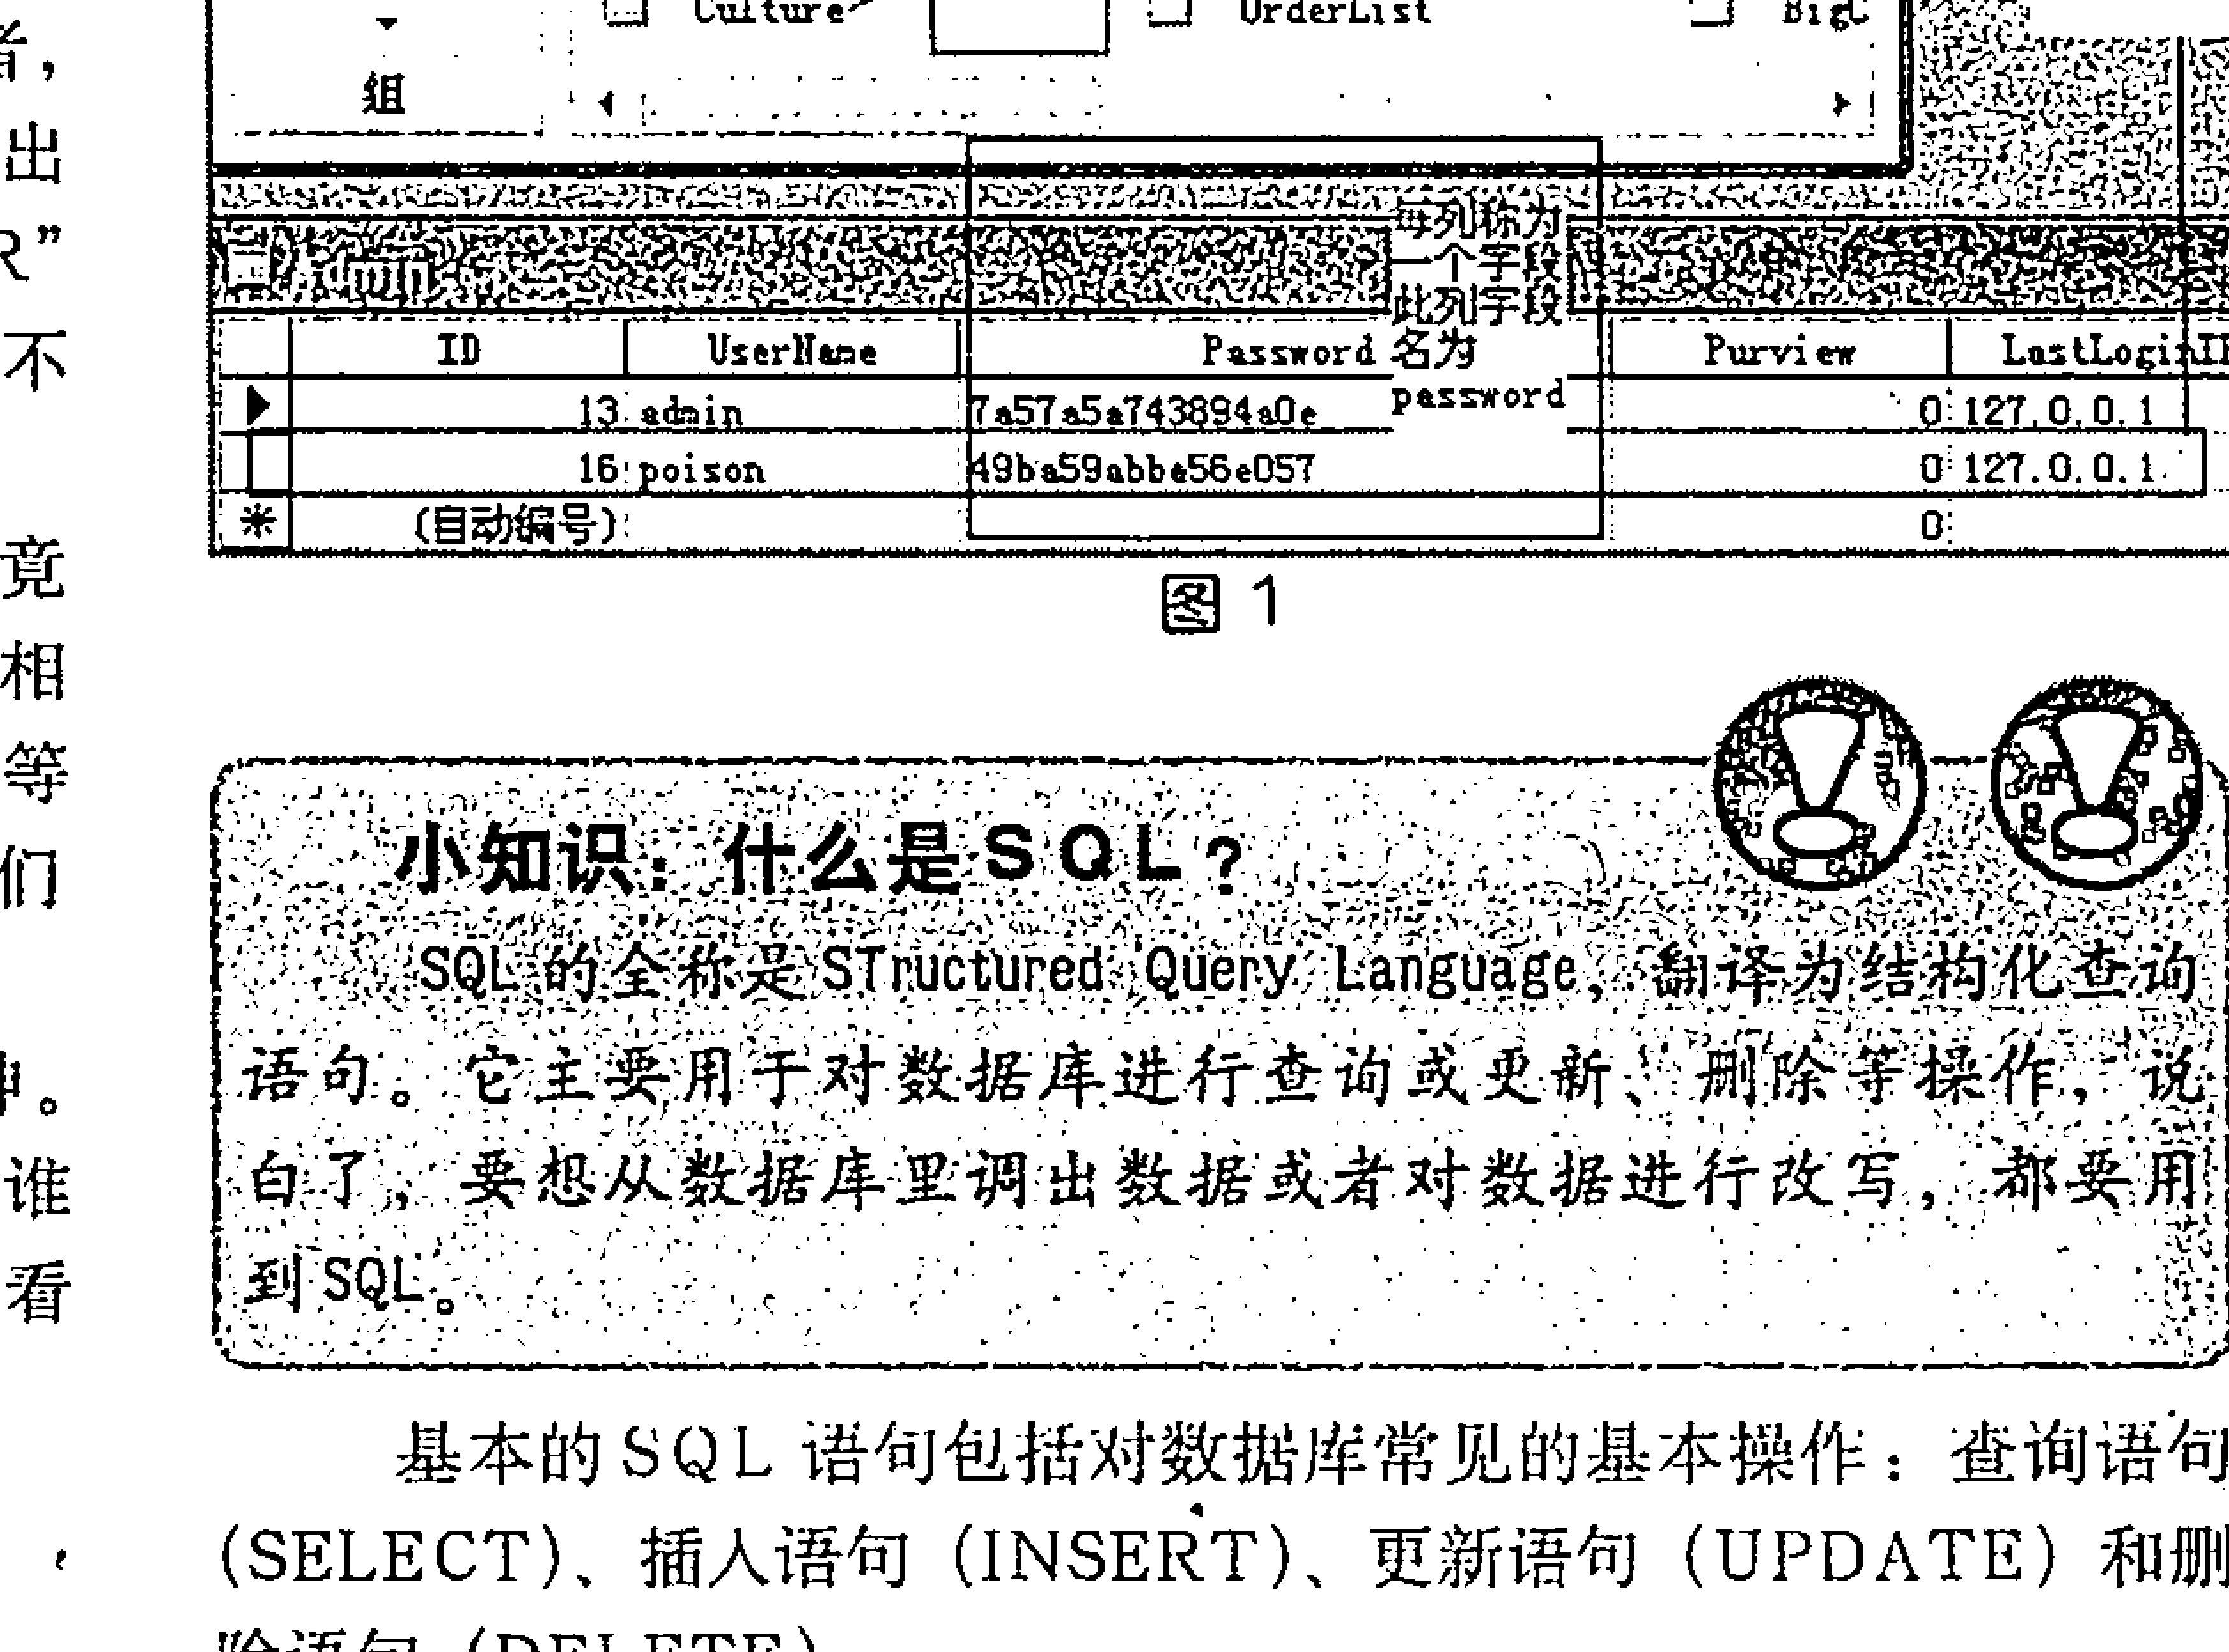 者，
出
R”
不
竟
相
等
们
。
谁
看
Culture
OrderList
组
每列称为
一个字段
此列字段
名为
password
ID UserName Password Purview LastLoginI
13 admin 7a57a5a743894a0e 0 127.0.0.1
16 poison 49ba59abbe56e057 0 127.0.0.1
* (自动编号) 0
图 1
小知识：什么是SQL?
SQL的全称是STructured Query Language，翻译为结构化查询
语句。它主要用于对数据库进行查询或更新、删除等操作，说
白了，要想从数据库里调出数据或者对数据进行改写，都要用
到SQL。
基本的SQL 语句包括对数据库常见的基本操作：查询语句
(SELECT)、插入语句 (INSERT)、更新语句 (UPDATE) 和删
除语句 (DELETE)